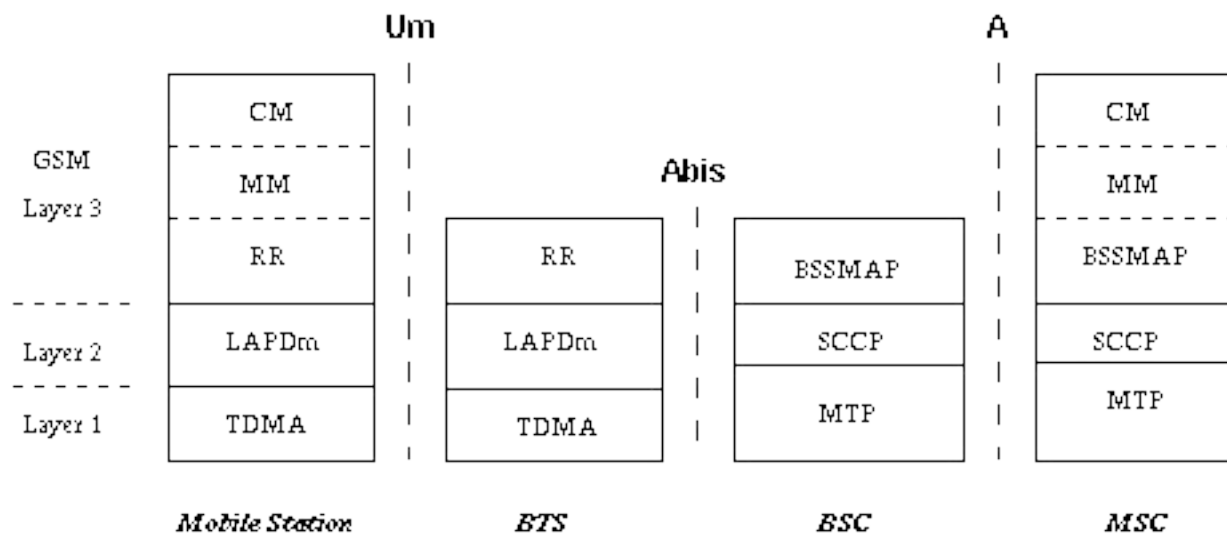 Um
A
CM
CM
GSM
MM
Abis
MM
Layer 3
RR
RR
BSSMAP
BSSMAP
LAPDm
LAPDm
SCCP
SCCP
Layer 2
TDMA
TDMA
MTP
MTP
Layer 1
Mobile Station
BTS
BSC
MSC